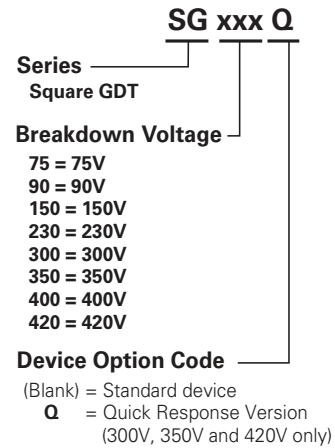 SG xxx Q
Series
Square GDT
Breakdown Voltage
75 = 75V
90 = 90V
150 = 150V
230 = 230V
300 = 300V
350 = 350V
400 = 400V
420 = 420V
Device Option Code
(Blank) = Standard device
Q = Quick Response Version
(300V, 350V and 420V only)